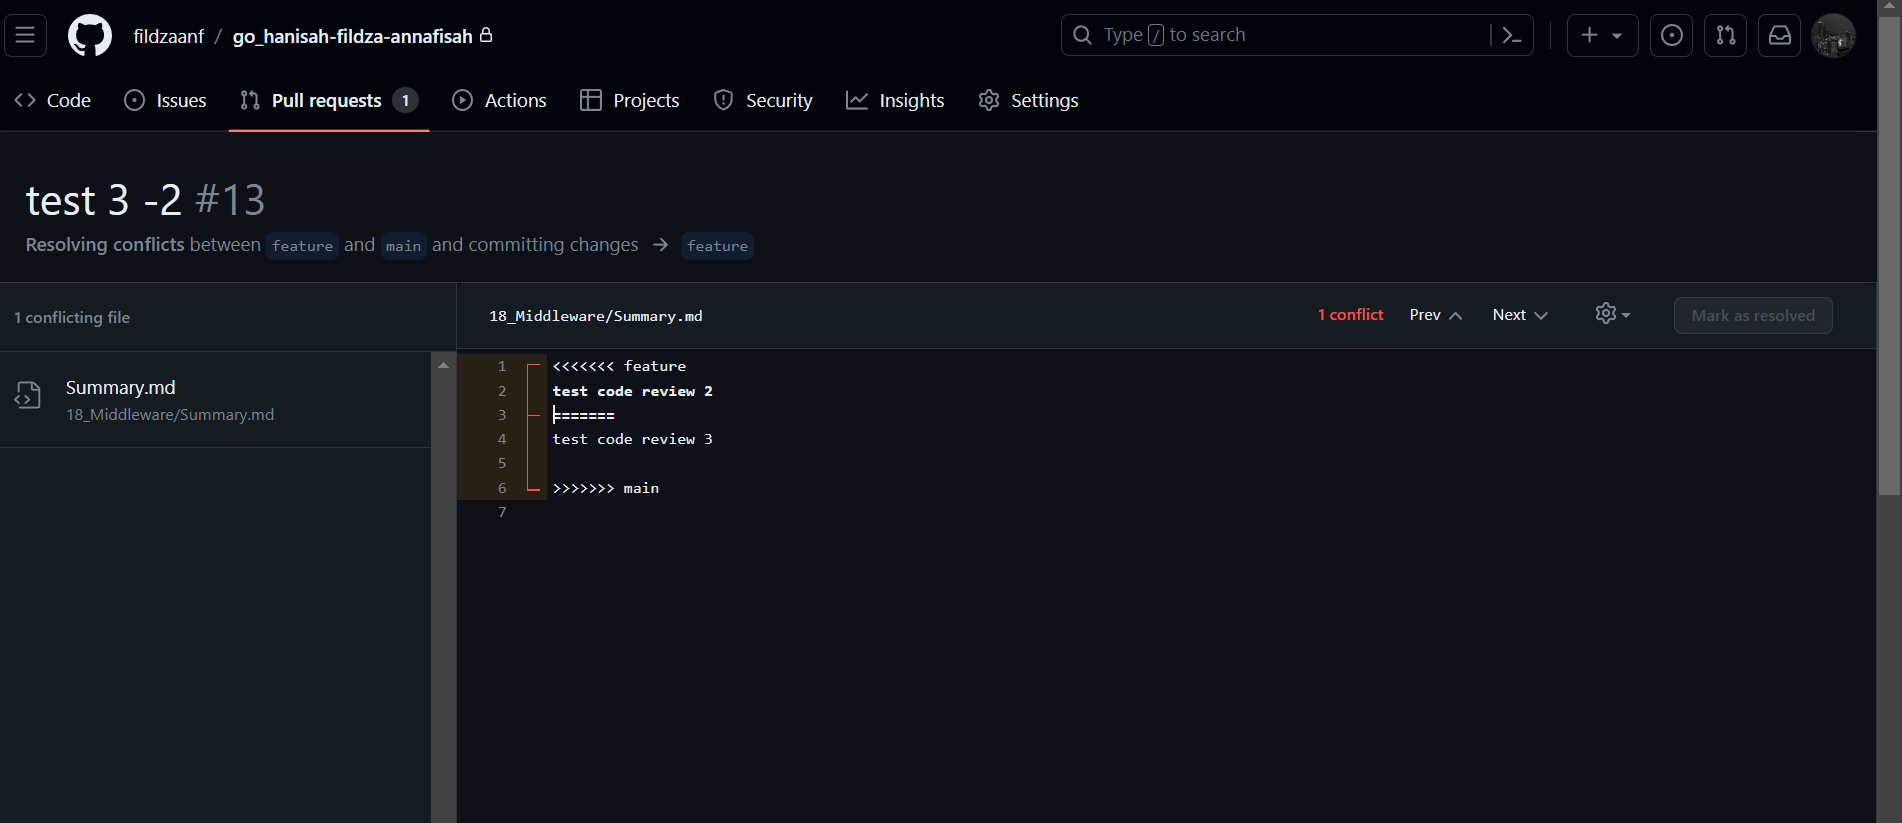 fildzaanf / go_hanisah-fildza-annafisah
Type / to search
Code Issues Pull requests 1 Actions Projects Security Insights Settings
test 3 -2 #13
Resolving conflicts between feature and main and committing changes → feature
1 conflicting file
18_Middleware/Summary.md
1 conflict Prev Next Mark as resolved
Summary.md
18_Middleware/Summary.md
1 <<<<<<< feature
2 test code review 2
3 =======
4 test code review 3
5
6 >>>>>>> main
7